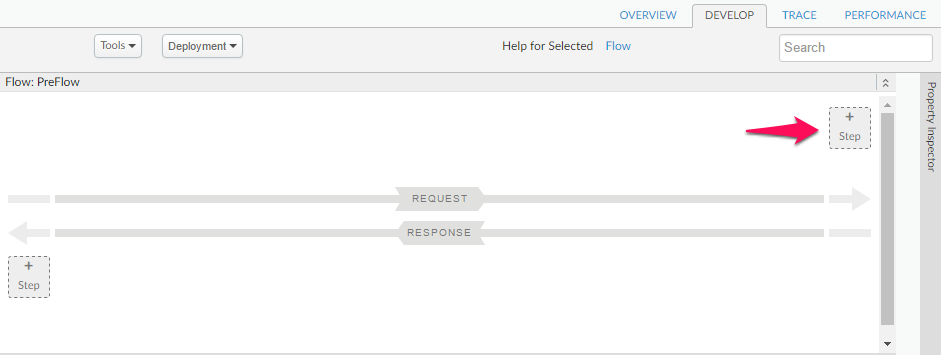 OVERVIEW DEVELOP TRACE PERFORMANCE
Tools Deployment Help for Selected Flow Search
Flow: PreFlow
Property Inspector
+
Step
REQUEST
RESPONSE
+
Step